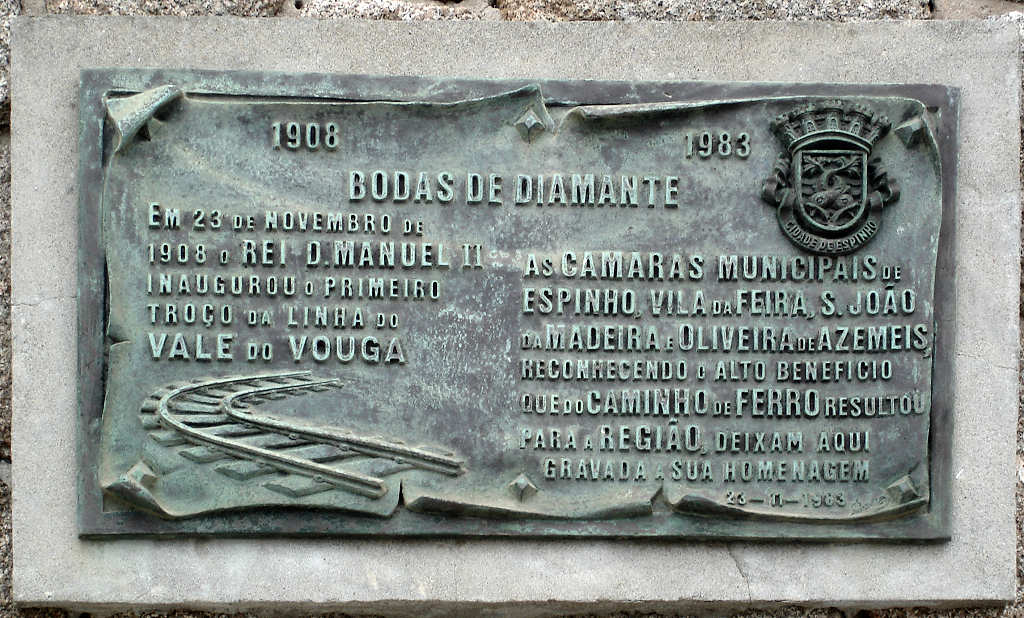 1908
1983
BODAS DE DIAMANTE
EM 23 DE NOVEMBRO DE
1908 O REI D.MANUEL II
INAUGUROU O PRIMEIRO
TROÇO DA LINHA DO
VALE DO VOUGA
CIDADE DE ESPINHO
AS CAMARAS MUNICIPAIS DE
ESPINHO, VILA DA FEIRA, S. JOÃO
DA MADEIRA E OLIVEIRA DE AZEMEIS,
RECONHECENDO O ALTO BENEFICIO
QUE DO CAMINHO DE FERRO RESULTOU
PARA A REGIÃO, DEIXAM AQUI
GRAVADA A SUA HOMENAGEM
23-11-1983